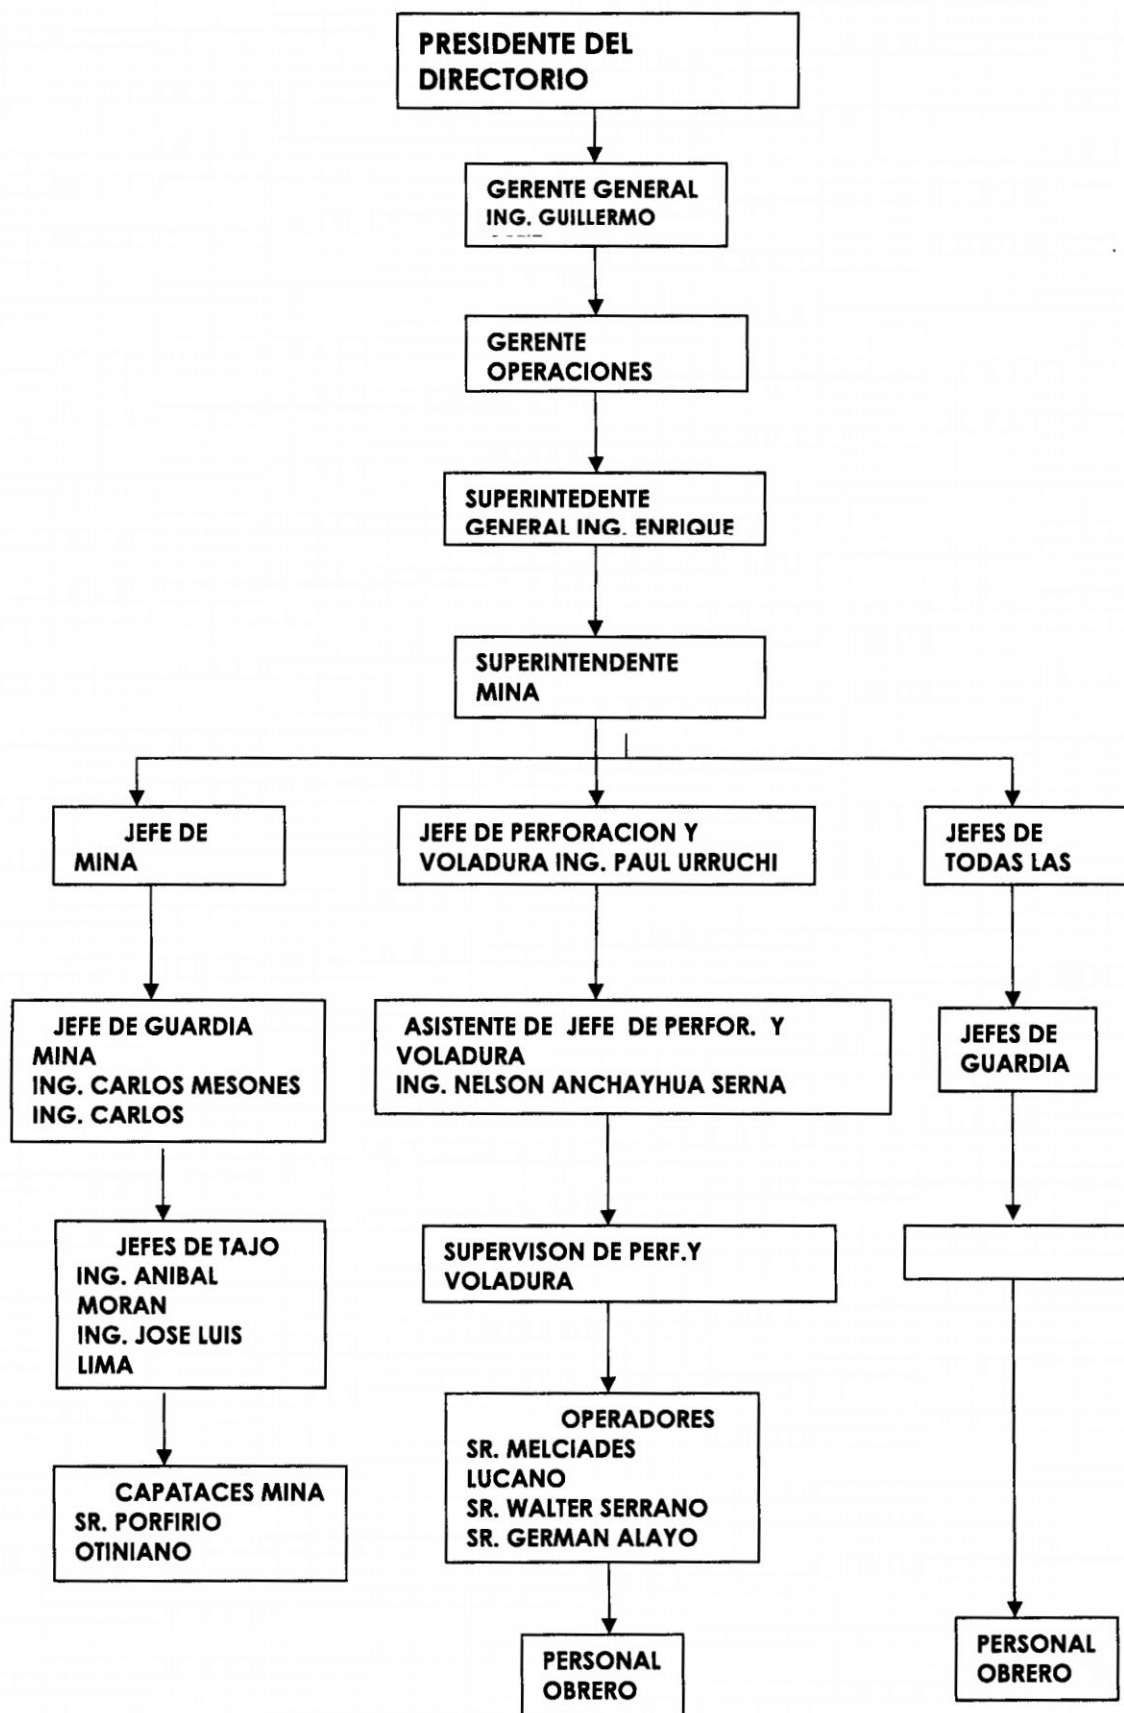 PRESIDENTE DEL
DIRECTORIO
GERENTE GENERAL
ING. GUILLERMO
GERENTE
OPERACIONES
SUPERINTEDENTE
GENERAL ING. ENRIQUE
SUPERINTENDENTE
MINA
JEFE DE
MINA
JEFE DE PERFORACION Y
VOLADURA ING. PAUL URRUCHI
JEFES DE
TODAS LAS
JEFE DE GUARDIA
MINA
ING. CARLOS MESONES
ING. CARLOS
ASISTENTE DE JEFE DE PERFOR. Y
VOLADURA
ING. NELSON ANCHAYHUA SERNA
JEFES DE
GUARDIA
JEFES DE TAJO
ING. ANIBAL
MORAN
ING. JOSE LUIS
LIMA
SUPERVISON DE PERF.Y
VOLADURA
CAPATACES MINA
SR. PORFIRIO
OTINIANO
OPERADORES
SR. MELCIADES
LUCANO
SR. WALTER SERRANO
SR. GERMAN ALAYO
PERSONAL
OBRERO
PERSONAL
OBRERO